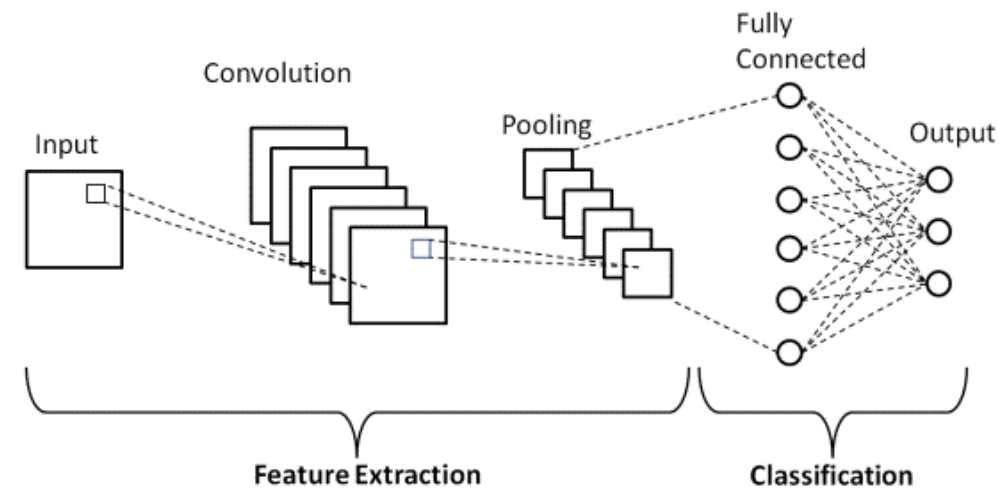 Fully
Connected
Convolution
Pooling
Output
Input
Feature Extraction
Classification